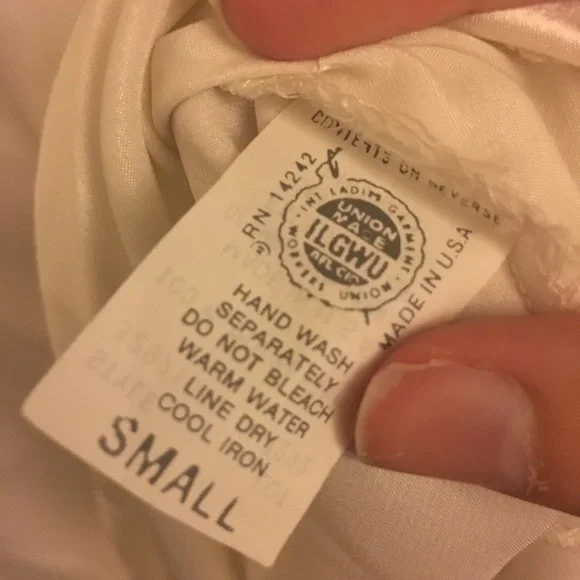 CONTENTS ON REVERSE
® RN 14242
INT. LADIES GARMENT
WORKERS UNION
UNION
MADE
ILGWU
AFL CIO
MADE IN U.S.A
HAND WASH
SEPARATELY
DO NOT BLEACH
WARM WATER
LINE DRY
COOL IRON
SMALL